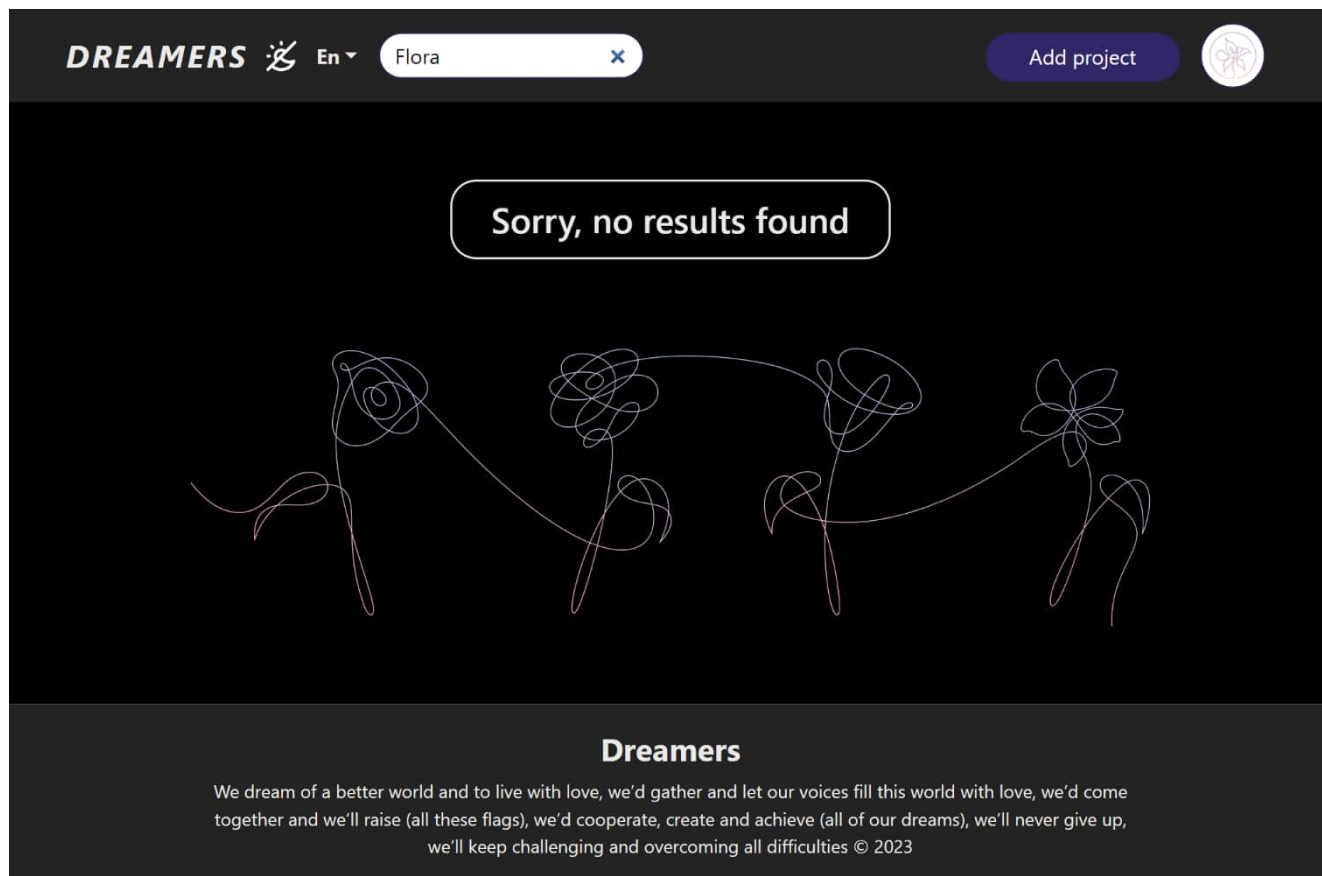 DREAMERS En Flora Add project
Sorry, no results found
Dreamers
We dream of a better world and to live with love, we’d gather and let our voices fill this world with love, we’d come
together and we’ll raise (all these flags), we’d cooperate, create and achieve (all of our dreams), we’ll never give up,
we’ll keep challenging and overcoming all difficulties © 2023